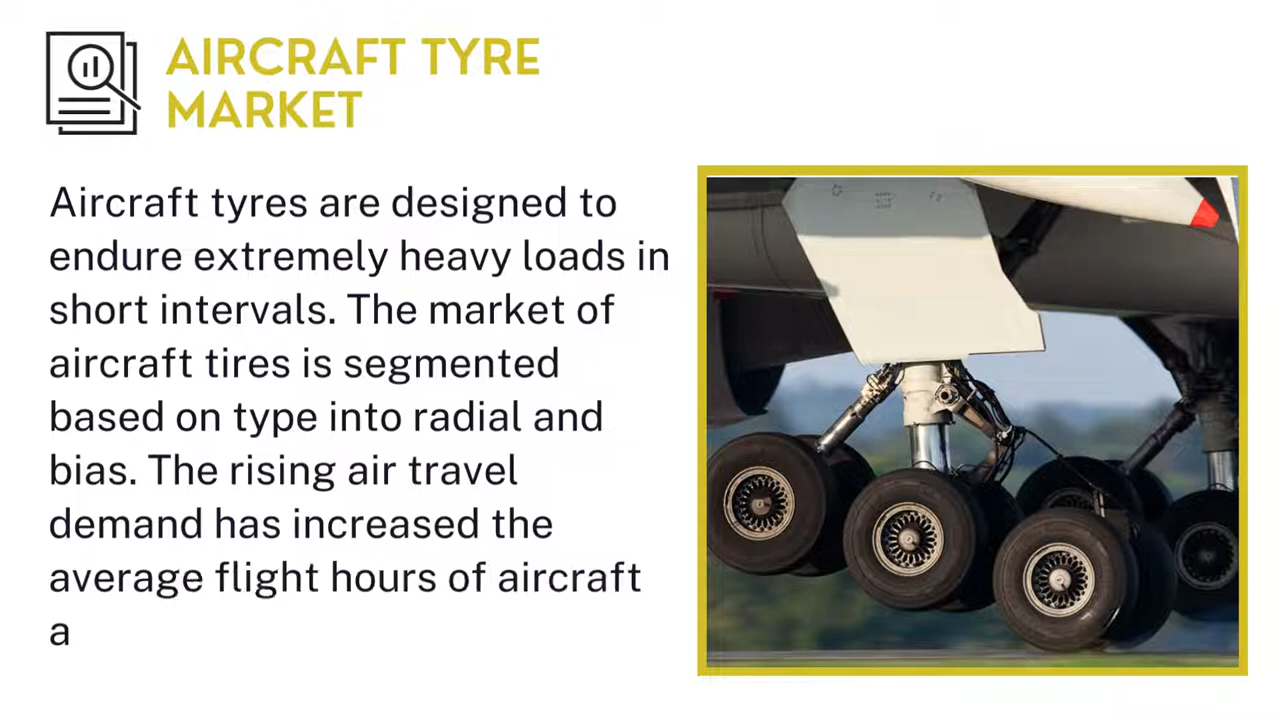 AIRCRAFT TYRE
MARKET
Aircraft tyres are designed to
endure extremely heavy loads in
short intervals. The market of
aircraft tires is segmented
based on type into radial and
bias. The rising air travel
demand has increased the
average flight hours of aircraft
a